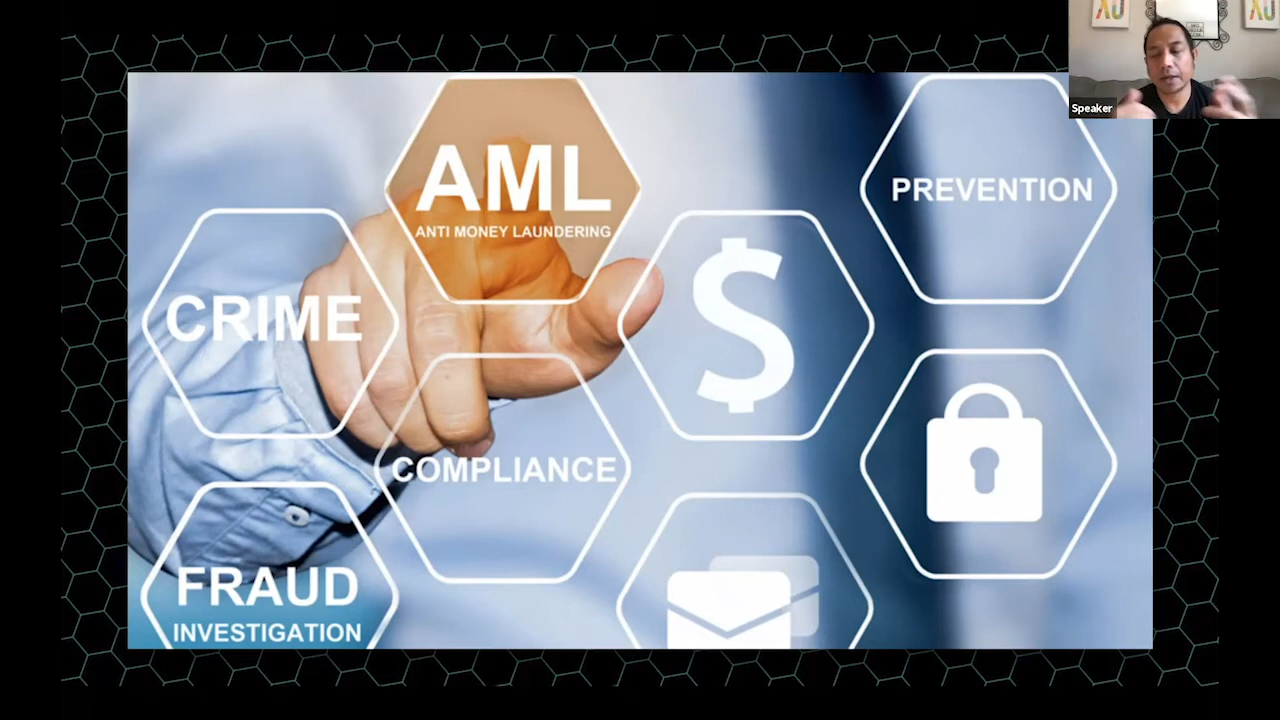 Speaker
AML
ANTI MONEY LAUNDERING
PREVENTION
CRIME
$
COMPLIANCE
FRAUD
INVESTIGATION